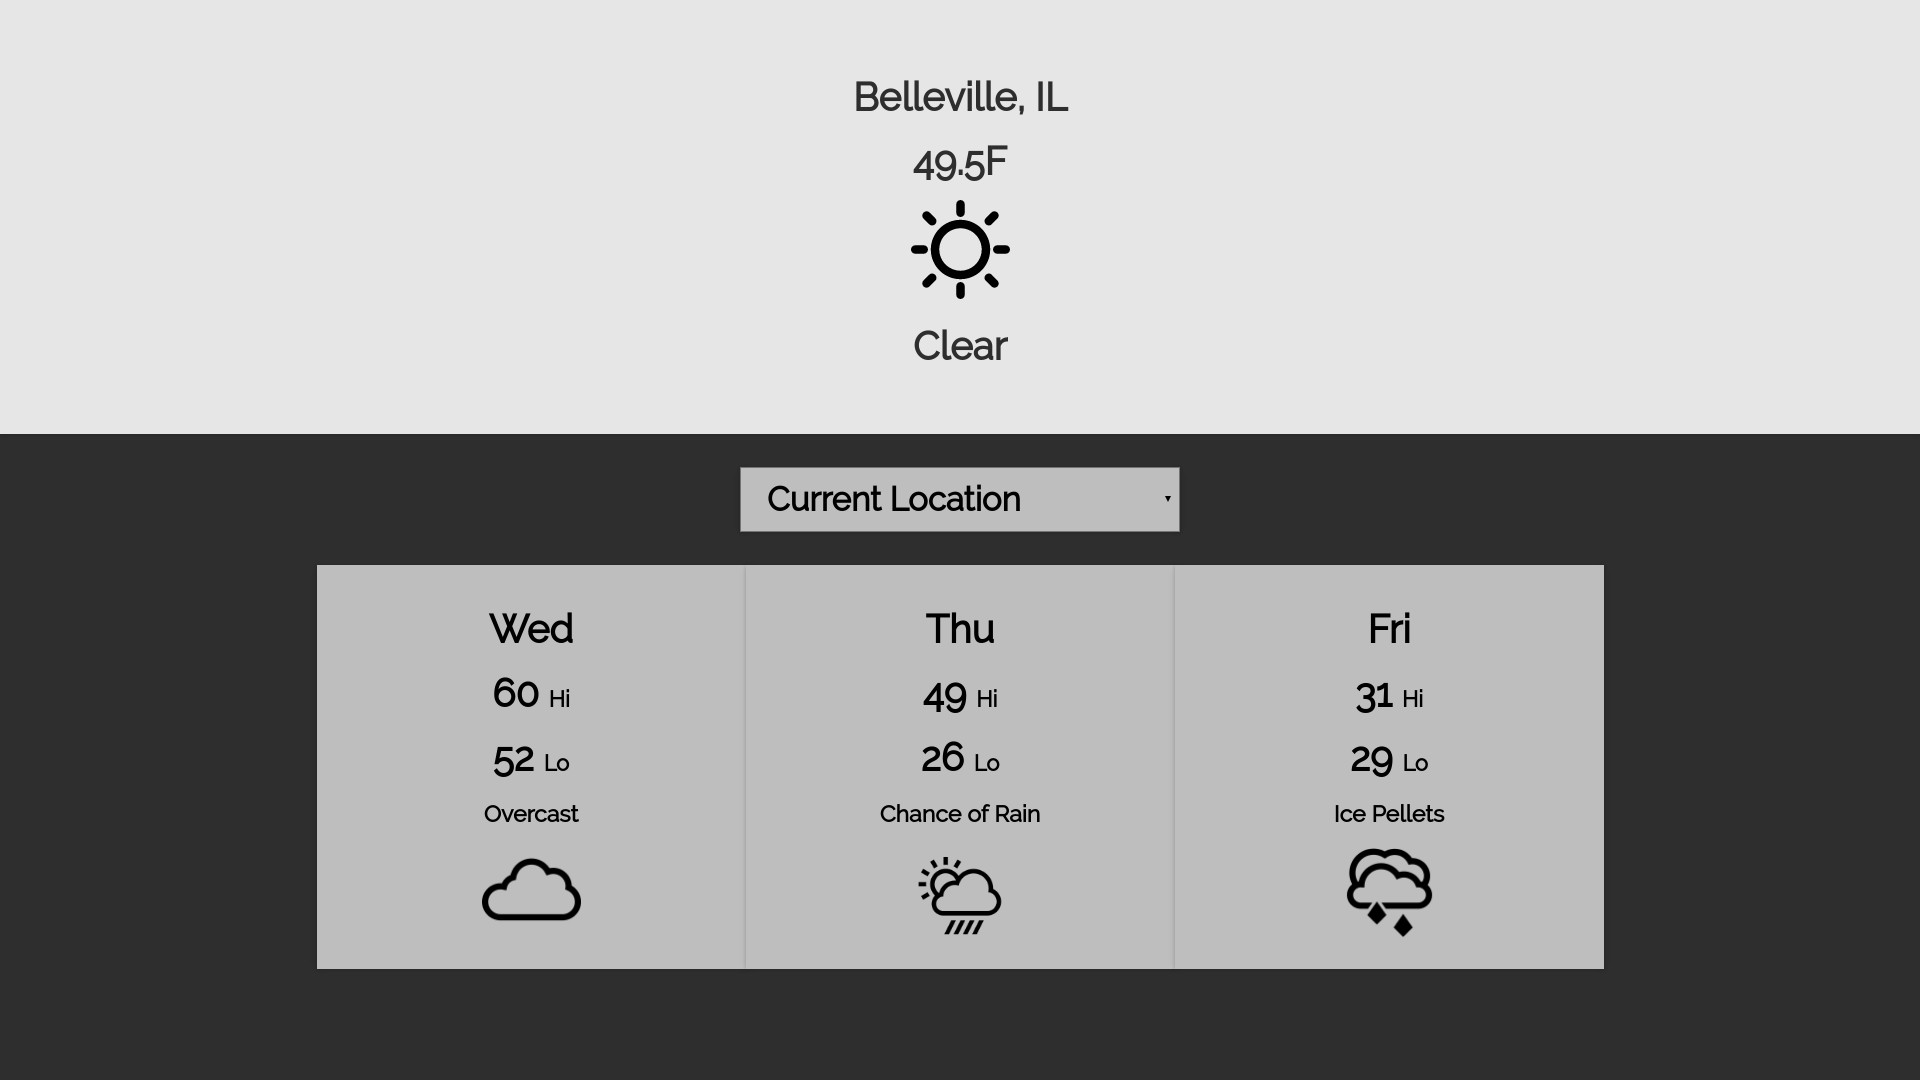 Belleville, IL
49.5F
Clear
Current Location
Wed
60 Hi
52 Lo
Overcast
Thu
49 Hi
26 Lo
Chance of Rain
Fri
31 Hi
29 Lo
Ice Pellets